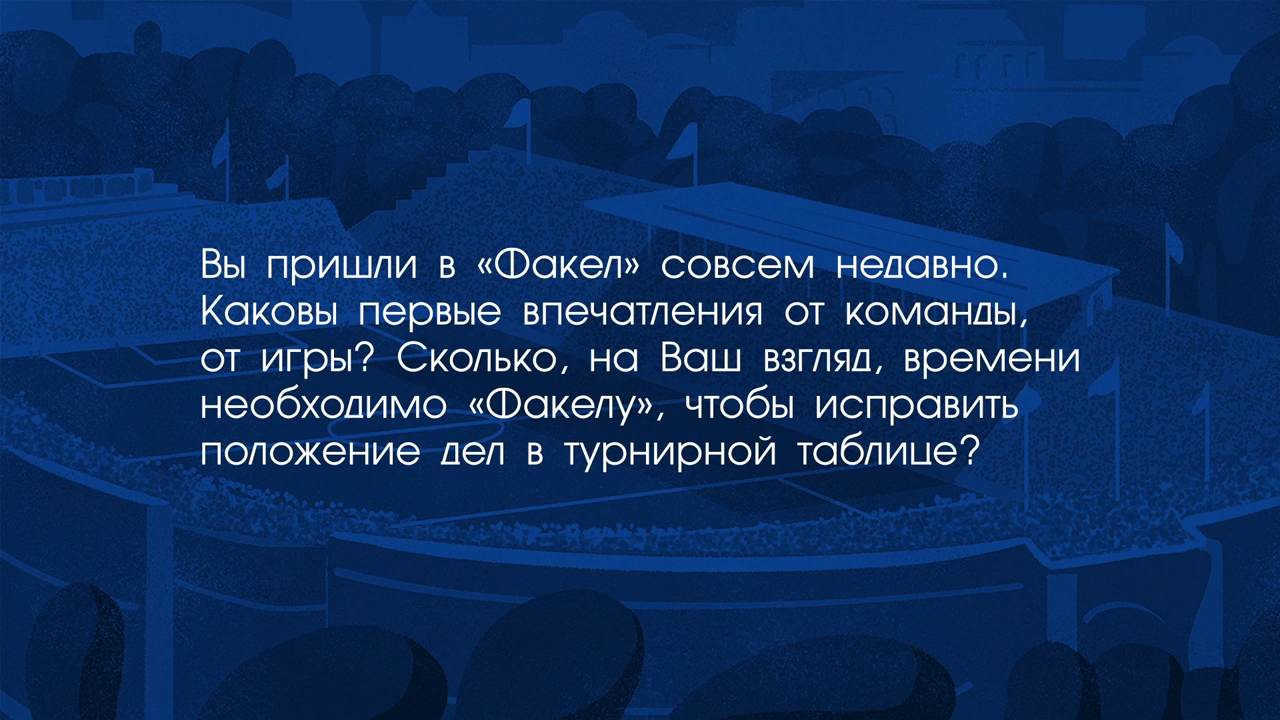 Вы пришли в «Факел» совсем недавно.
Каковы первые впечатления от команды,
от игры? Сколько, на Ваш взгляд, времени
необходимо «Факелу», чтобы исправить
положение дел в турнирной таблице?